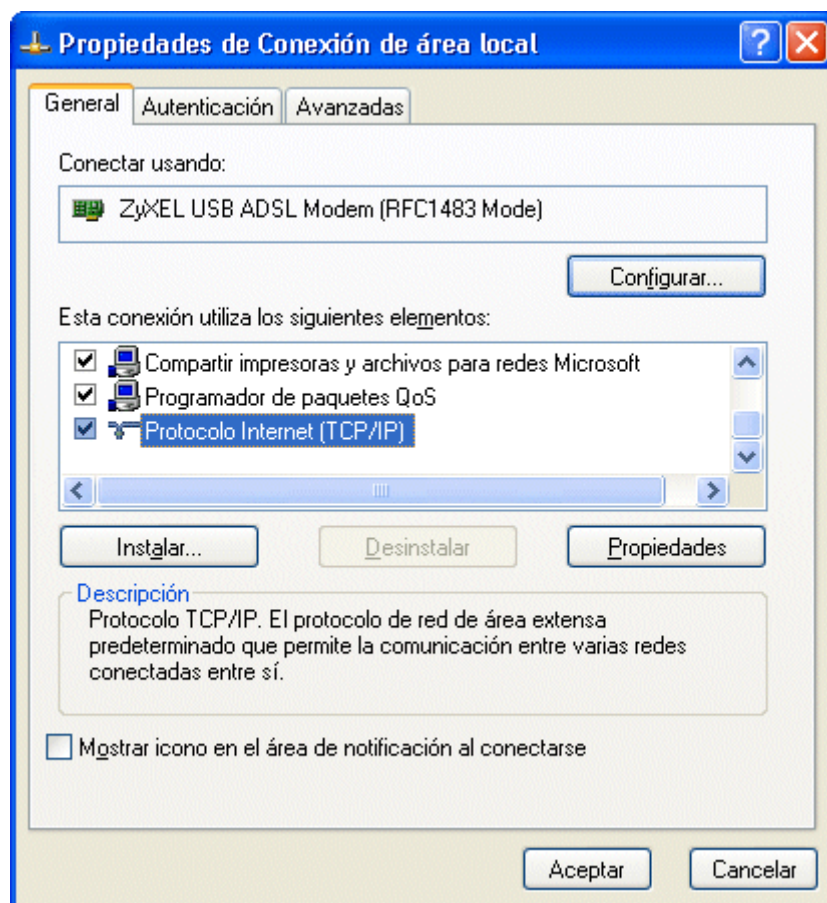 Propiedades de Conexión de área local
General Autenticación Avanzadas
Conectar usando:
ZyXEL USB ADSL Modem (RFC1483 Mode)
Configurar...
Esta conexión utiliza los siguientes elementos:
Compartir impresoras y archivos para redes Microsoft
Programador de paquetes QoS
Protocolo Internet (TCP/IP)
Instalar... Desinstalar Propiedades
Descripción
Protocolo TCP/IP. El protocolo de red de área extensa
predeterminado que permite la comunicación entre varias redes
conectadas entre sí.
Mostrar icono en el área de notificación al conectarse
Aceptar Cancelar